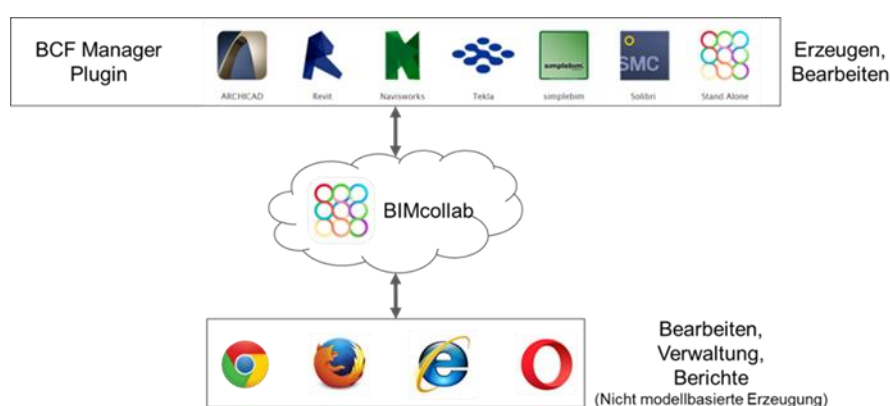 BCF Manager
Plugin
ARCHICAD
Revit
Navisworks
Tekla
simplebim
simplebim
SMC
Solibri
Stand Alone
Erzeugen,
Bearbeiten
BIMcollab
Bearbeiten,
Verwaltung,
Berichte
(Nicht modellbasierte Erzeugung)